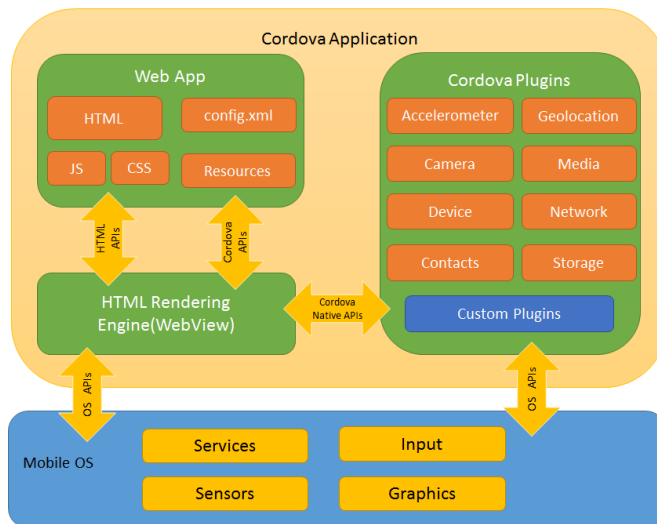 Cordova Application
Web App
HTML
config.xml
JS
CSS
Resources
HTML
APIs
Cordova
APIs
HTML Rendering
Engine(WebView)
Cordova
Native APIs
Cordova Plugins
Accelerometer
Geolocation
Camera
Media
Device
Network
Contacts
Storage
Custom Plugins
OS APIs
OS APIs
Mobile OS
Services
Input
Sensors
Graphics